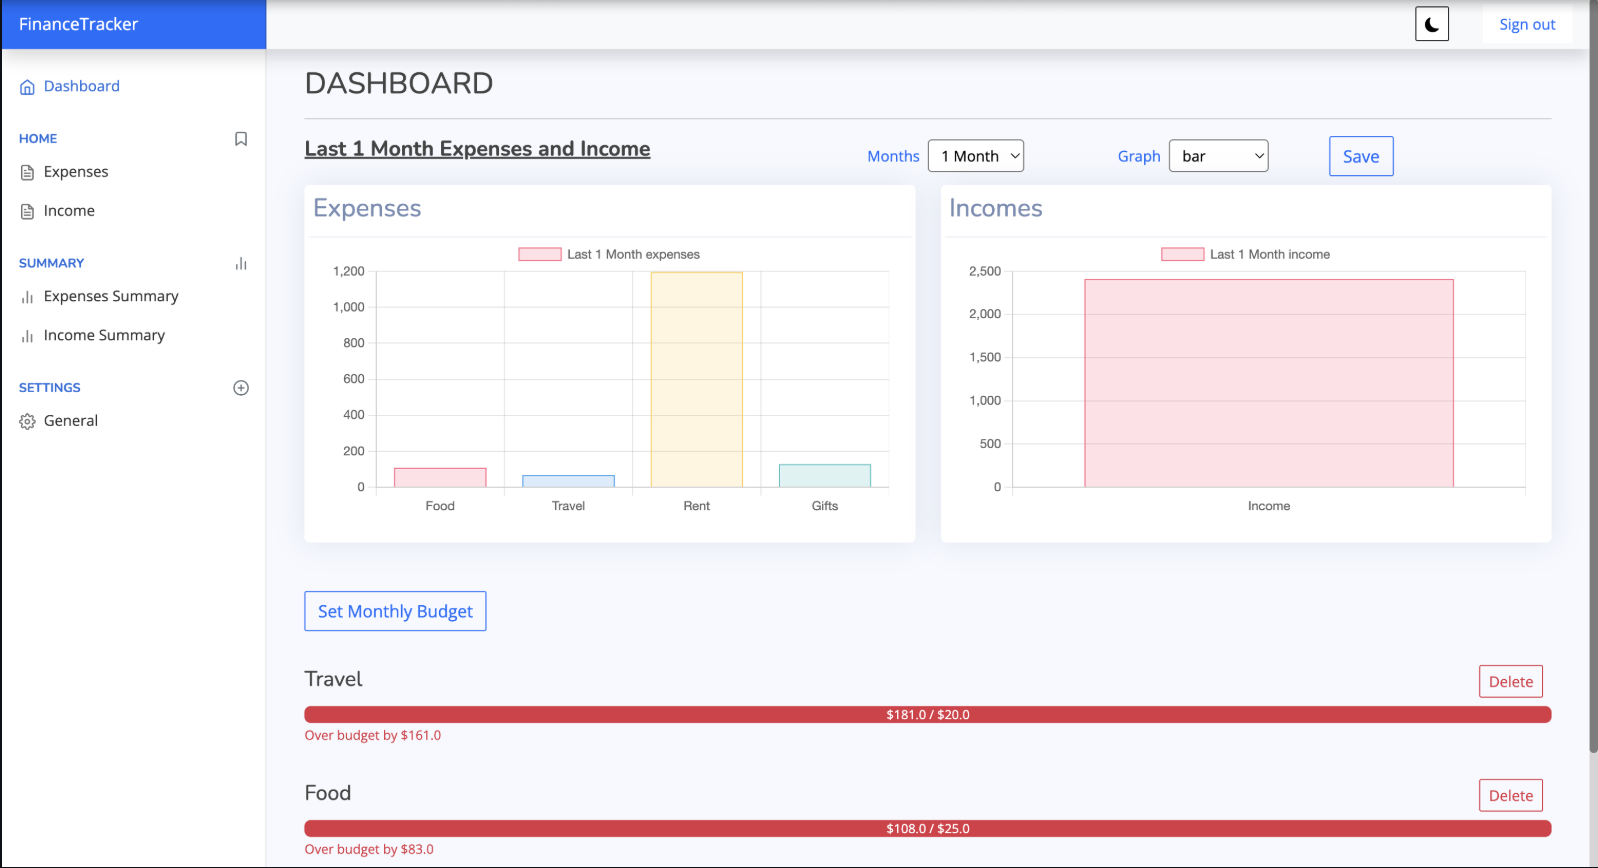 FinanceTracker
Sign out
Dashboard
HOME
Expenses
Income
SUMMARY
Expenses Summary
Income Summary
SETTINGS
General
DASHBOARD
Last 1 Month Expenses and Income
Months 1 Month Graph bar Save
Expenses
Last 1 Month expenses
1,200
1,000
800
600
400
200
0
Food Travel Rent Gifts
Incomes
Last 1 Month income
2,500
2,000
1,500
1,000
500
0
Income
Set Monthly Budget
Travel Delete
$181.0 / $20.0
Over budget by $161.0
Food Delete
$108.0 / $25.0
Over budget by $83.0